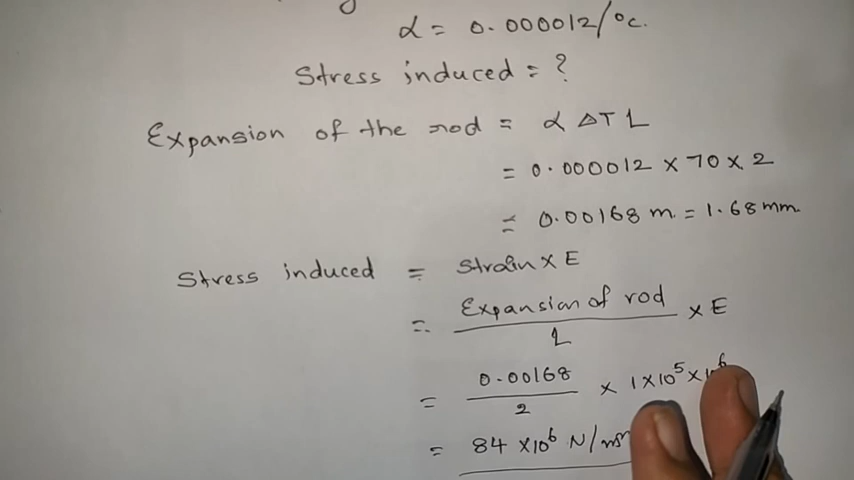 α = 0.000012/°c.
Stress induced = ?
Expansion of the rod = α ΔT L
= 0.000012 × 70 × 2
= 0.00168 m. = 1.68 mm.
Stress induced = Strain × E
= Expansion of rod / L × E
= 0.00168 / 2 × 1×10⁵ ×
= 84 ×10⁶ N/